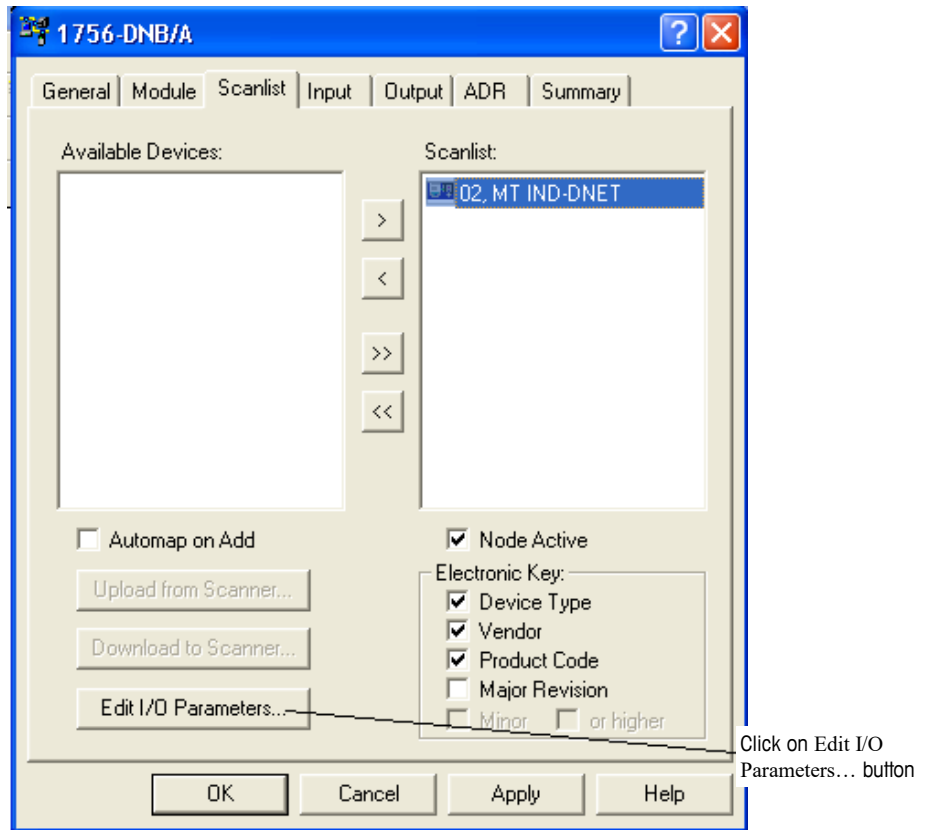 1756-DNB/A
General Module Scanlist Input Output ADR Summary
Available Devices:
Scanlist:
02, MT IND-DNET
>
<
>>
<<
Automap on Add
Node Active
Upload from Scanner...
Electronic Key:
Device Type
Vendor
Download to Scanner...
Product Code
Major Revision
Edit I/O Parameters...
Minor or higher
Click on Edit I/O
Parameters… button
OK Cancel Apply Help